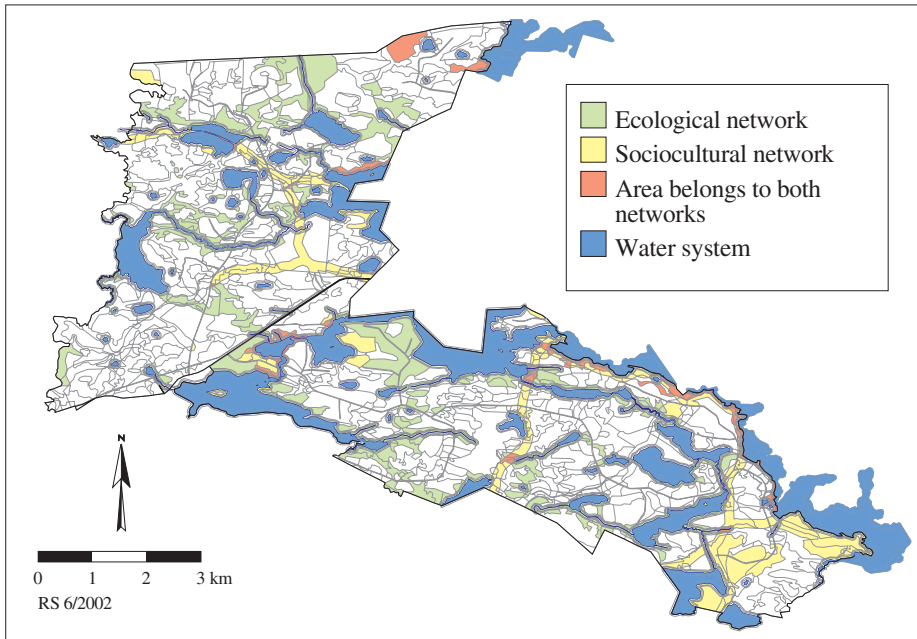 Ecological network
Sociocultural network
Area belongs to both
networks
Water system
N
0 1 2 3 km
RS 6/2002